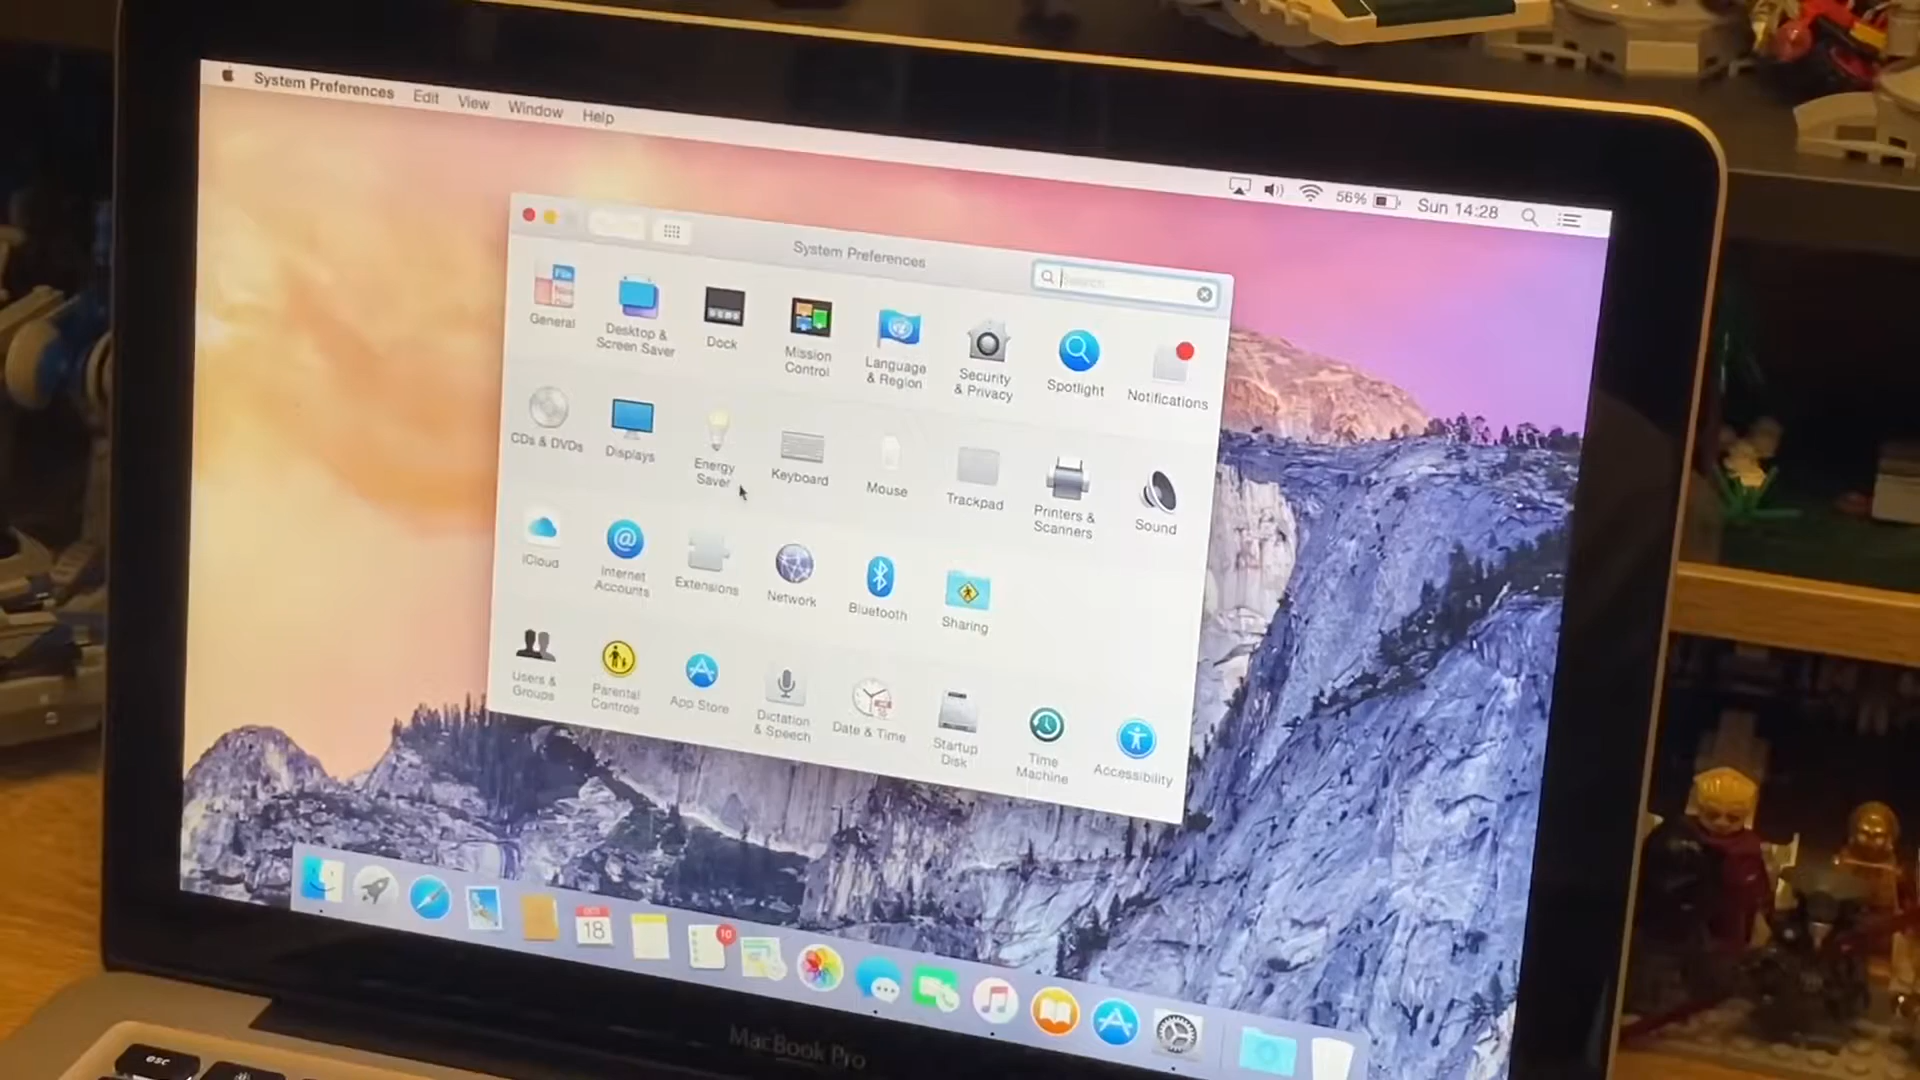 System Preferences Edit View Window Help
56% Sun 14:28
System Preferences
Search
General
Desktop &
Screen Saver
Dock
Mission
Control
Language
& Region
Security
& Privacy
Spotlight
Notifications
CDs & DVDs
Displays
Energy
Saver
Keyboard
Mouse
Trackpad
Printers &
Scanners
Sound
iCloud
Internet
Accounts
Extensions
Network
Bluetooth
Sharing
Users &
Groups
Parental
Controls
App Store
Dictation
& Speech
Date & Time
Startup
Disk
Time
Machine
Accessibility
18
10
MacBook Pro
esc